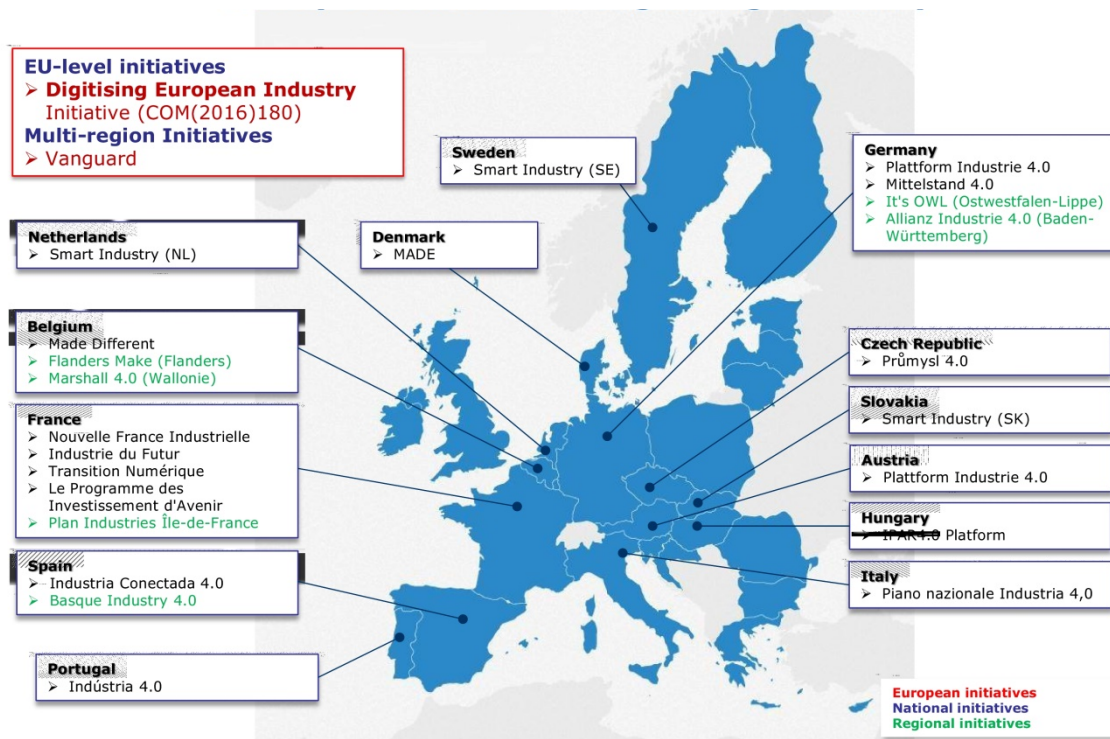 EU-level initiatives
➢ Digitising European Industry
Initiative (COM(2016)180)
Multi-region Initiatives
➢ Vanguard
Sweden
➢ Smart Industry (SE)
Germany
➢ Plattform Industrie 4.0
➢ Mittelstand 4.0
➢ It's OWL (Ostwestfalen-Lippe)
➢ Allianz Industrie 4.0 (Baden-
Württemberg)
Netherlands
➢ Smart Industry (NL)
Denmark
➢ MADE
Belgium
➢ Made Different
➢ Flanders Make (Flanders)
➢ Marshall 4.0 (Wallonie)
Czech Republic
➢ Průmysl 4.0
Slovakia
➢ Smart Industry (SK)
France
➢ Nouvelle France Industrielle
➢ Industrie du Futur
➢ Transition Numérique
➢ Le Programme des
Investissement d'Avenir
➢ Plan Industries Île-de-France
Austria
➢ Plattform Industrie 4.0
Hungary
➢ IPAR4.0 Platform
Spain
➢ Industria Conectada 4.0
➢ Basque Industry 4.0
Italy
➢ Piano nazionale Industria 4,0
Portugal
➢ Indústria 4.0
European initiatives
National initiatives
Regional initiatives